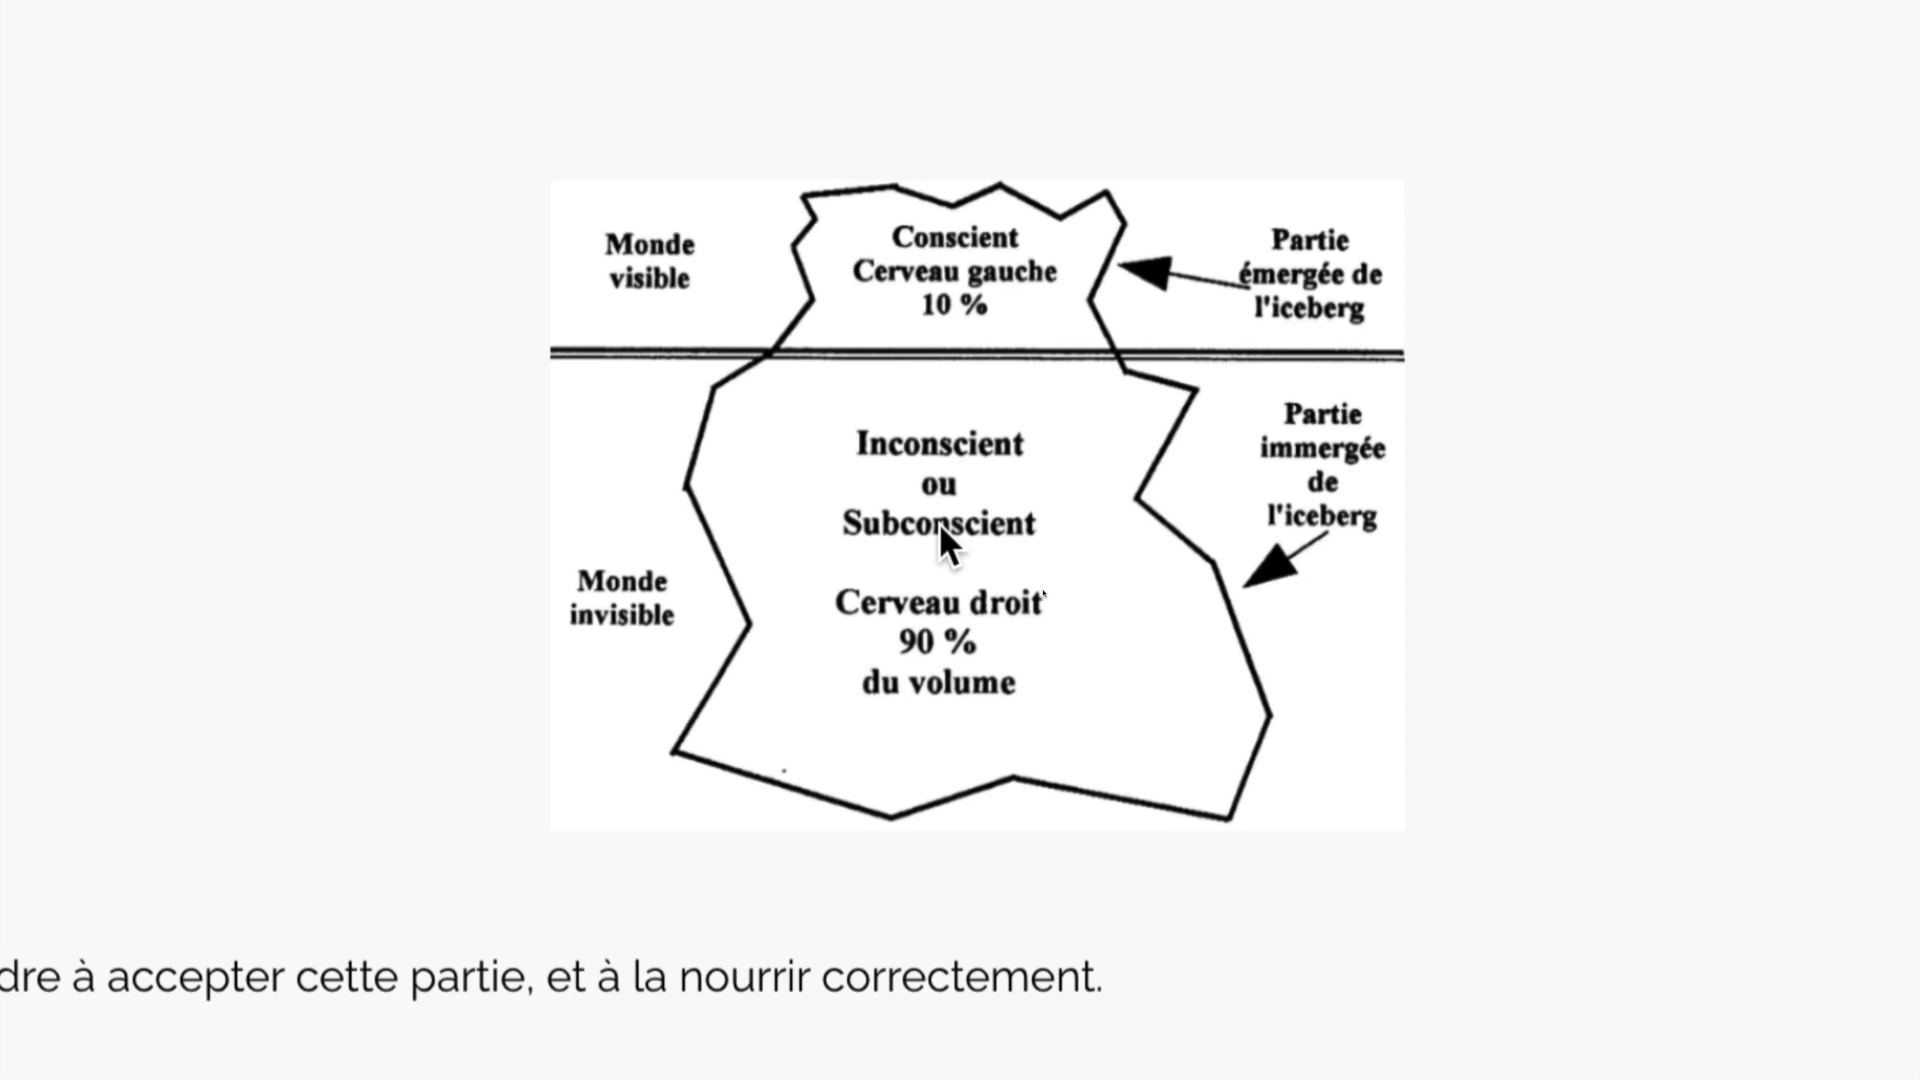 Monde
visible
Conscient
Cerveau gauche
10 %
Partie
émergée de
l'iceberg
Inconscient
ou
Subconscient
Cerveau droit
90 %
du volume
Monde
invisible
Partie
immergée
de
l'iceberg
dre à accepter cette partie, et à la nourrir correctement.